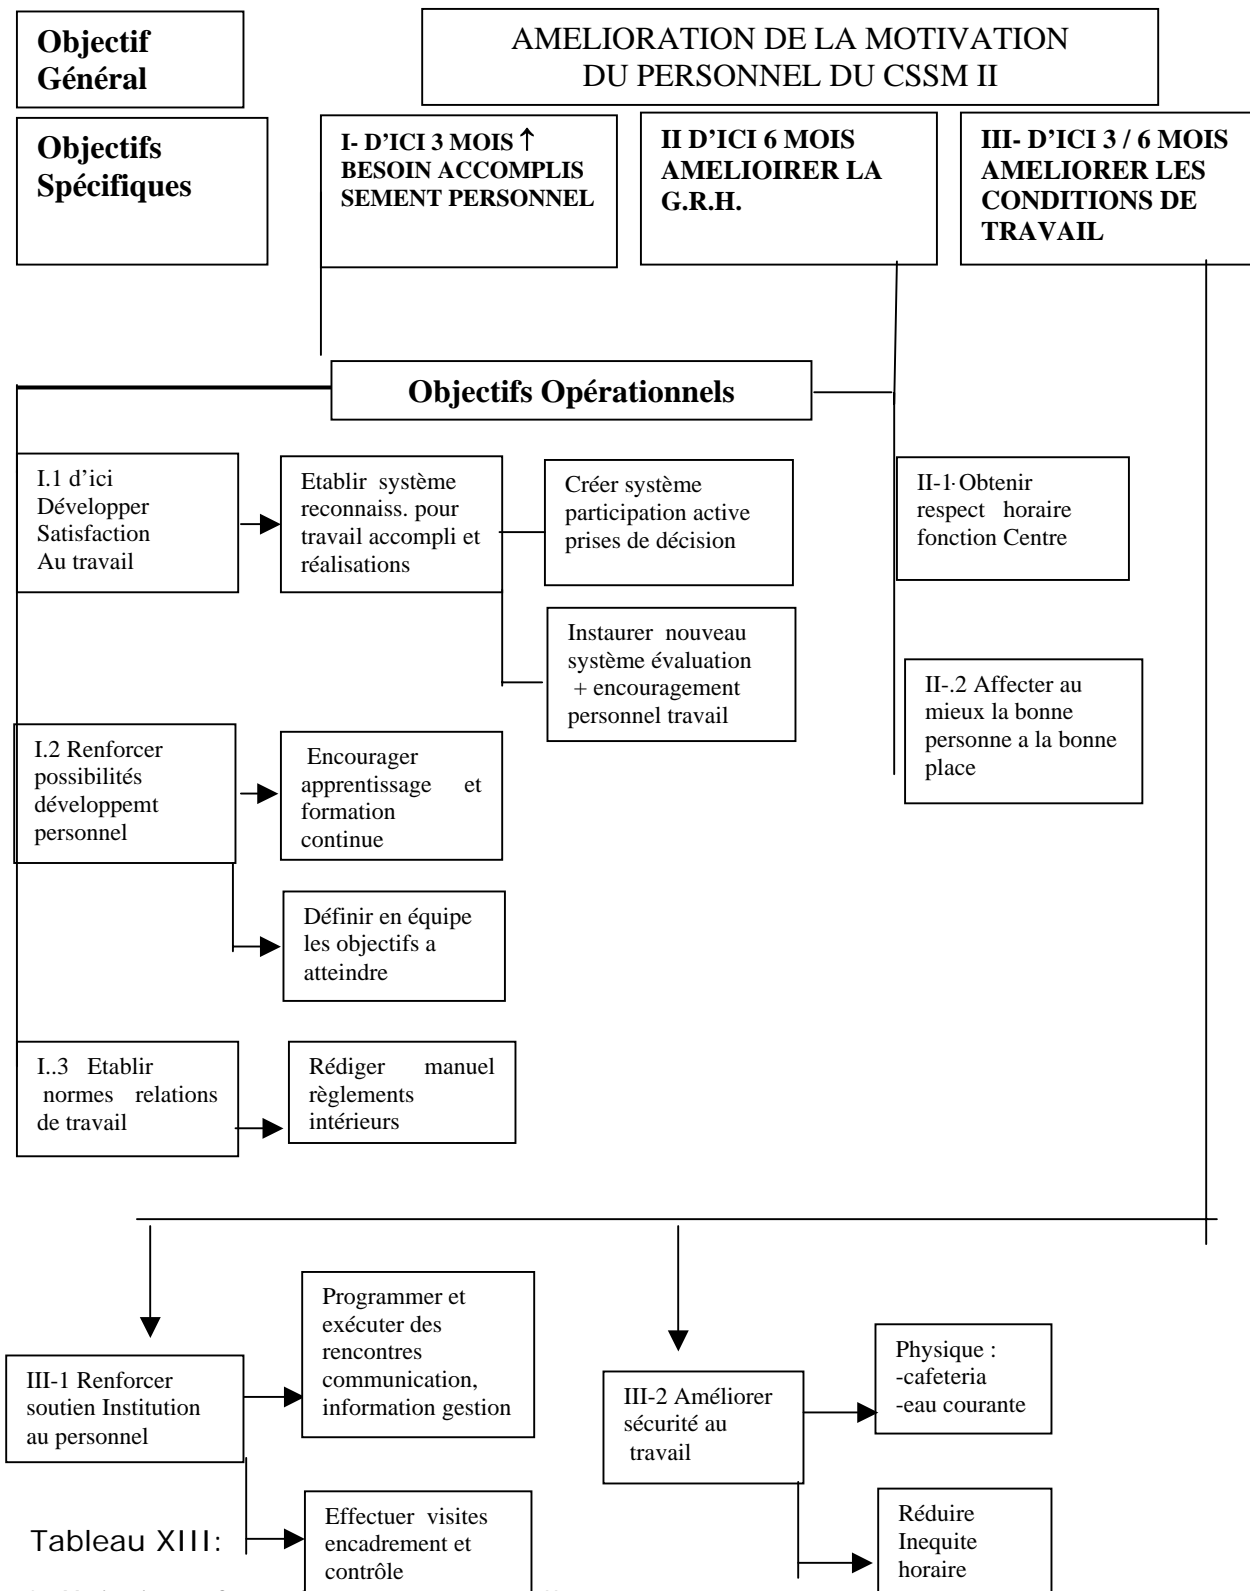 Objectif
Général
AMELIORATION DE LA MOTIVATION
DU PERSONNEL DU CSSM II
Objectifs
Spécifiques
I- D’ICI 3 MOIS ↑
BESOIN ACCOMPLIS
SEMENT PERSONNEL
II D’ICI 6 MOIS
AMELIOIRER LA
G.R.H.
III- D’ICI 3 / 6 MOIS
AMELIORER LES
CONDITIONS DE
TRAVAIL
Objectifs Opérationnels
I.1 d’ici
Développer
Satisfaction
Au travail
Etablir système
reconnaiss. pour
travail accompli et
réalisations
Créer système
participation active
prises de décision
II-1·Obtenir
respect horaire
fonction Centre
Instaurer nouveau
système évaluation
+ encouragement
personnel travail
II-.2 Affecter au
mieux la bonne
personne a la bonne
place
I.2 Renforcer
possibilités
développemt
personnel
Encourager
apprentissage et
formation
continue
Définir en équipe
les objectifs a
atteindre
I..3 Etablir
normes relations
de travail
Rédiger manuel
règlements
intérieurs
III-1 Renforcer
soutien Institution
au personnel
Programmer et
exécuter des
rencontres
communication,
information gestion
III-2 Améliorer
sécurité au
travail
Physique :
-cafeteria
-eau courante
Effectuer visites
encadrement et
contrôle
Réduire
Inequite
horaire
Tableau XIII: